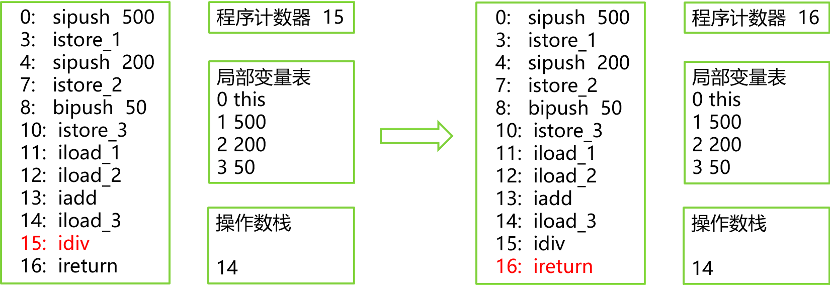 0: sipush 500
3: istore_1
4: sipush 200
7: istore_2
8: bipush 50
10: istore_3
11: iload_1
12: iload_2
13: iadd
14: iload_3
15: idiv
16: ireturn
程序计数器 15
局部变量表
0 this
1 500
2 200
3 50
操作数栈
14
0: sipush 500
3: istore_1
4: sipush 200
7: istore_2
8: bipush 50
10: istore_3
11: iload_1
12: iload_2
13: iadd
14: iload_3
15: idiv
16: ireturn
程序计数器 16
局部变量表
0 this
1 500
2 200
3 50
操作数栈
14